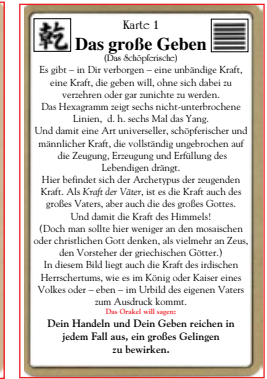 Karte 1
乾
Das große Geben
(Das Schöpferische)
Es gibt – in Dir verborgen – eine unbändige Kraft,
eine Kraft, die geben will, ohne sich dabei zu
verzehren oder gar zunichte zu werden.
Das Hexagramm zeigt sechs nicht-unterbrochene
Linien, d. h. sechs Mal das Yang.
Und damit eine Art universeller, schöpferischer und
männlicher Kraft, die vollständig ungebrochen auf
die Zeugung, Erzeugung und Erfüllung des
Lebendigen drängt.
Hier befindet sich der Archetypus der zeugenden
Kraft. Als Kraft der Väter, ist es die Kraft auch des
großes Vaters, aber auch die des großes Gottes.
Und damit die Kraft des Himmels!
(Doch man sollte hier weniger an den mosaischen
oder christlichen Gott denken, als vielmehr an Zeus,
den Vorsteher der griechischen Götter.)
In diesem Bild liegt auch die Kraft des irdischen
Herrschertums, wie es im König oder Kaiser eines
Volkes oder – eben – im Urbild des eigenen Vaters
zum Ausdruck kommt.
Das Orakel will sagen:
Dein Handeln und Dein Geben reichen in
jedem Fall aus, ein großes Gelingen
zu bewirken.